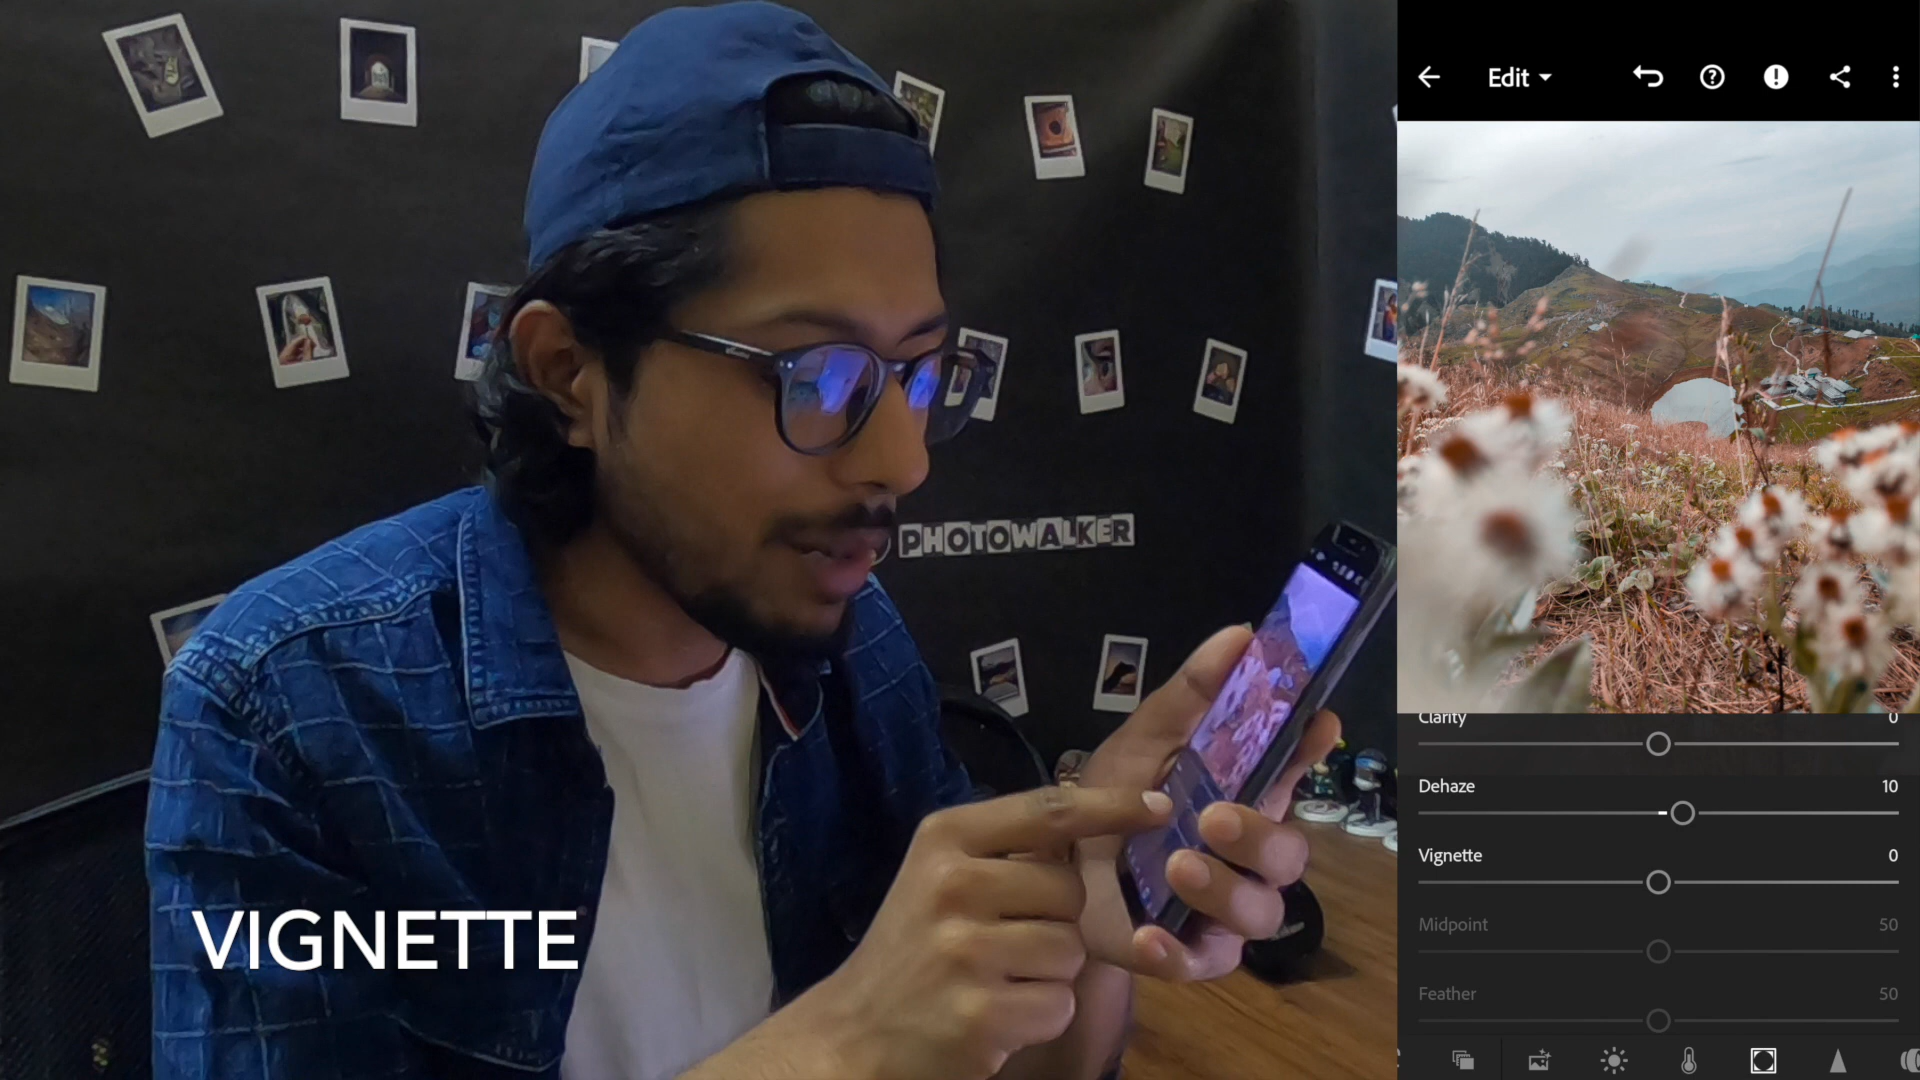 Edit
PHOTOWALKER
VIGNETTE
Clarity 0
Dehaze 10
Vignette 0
Midpoint 50
Feather 50